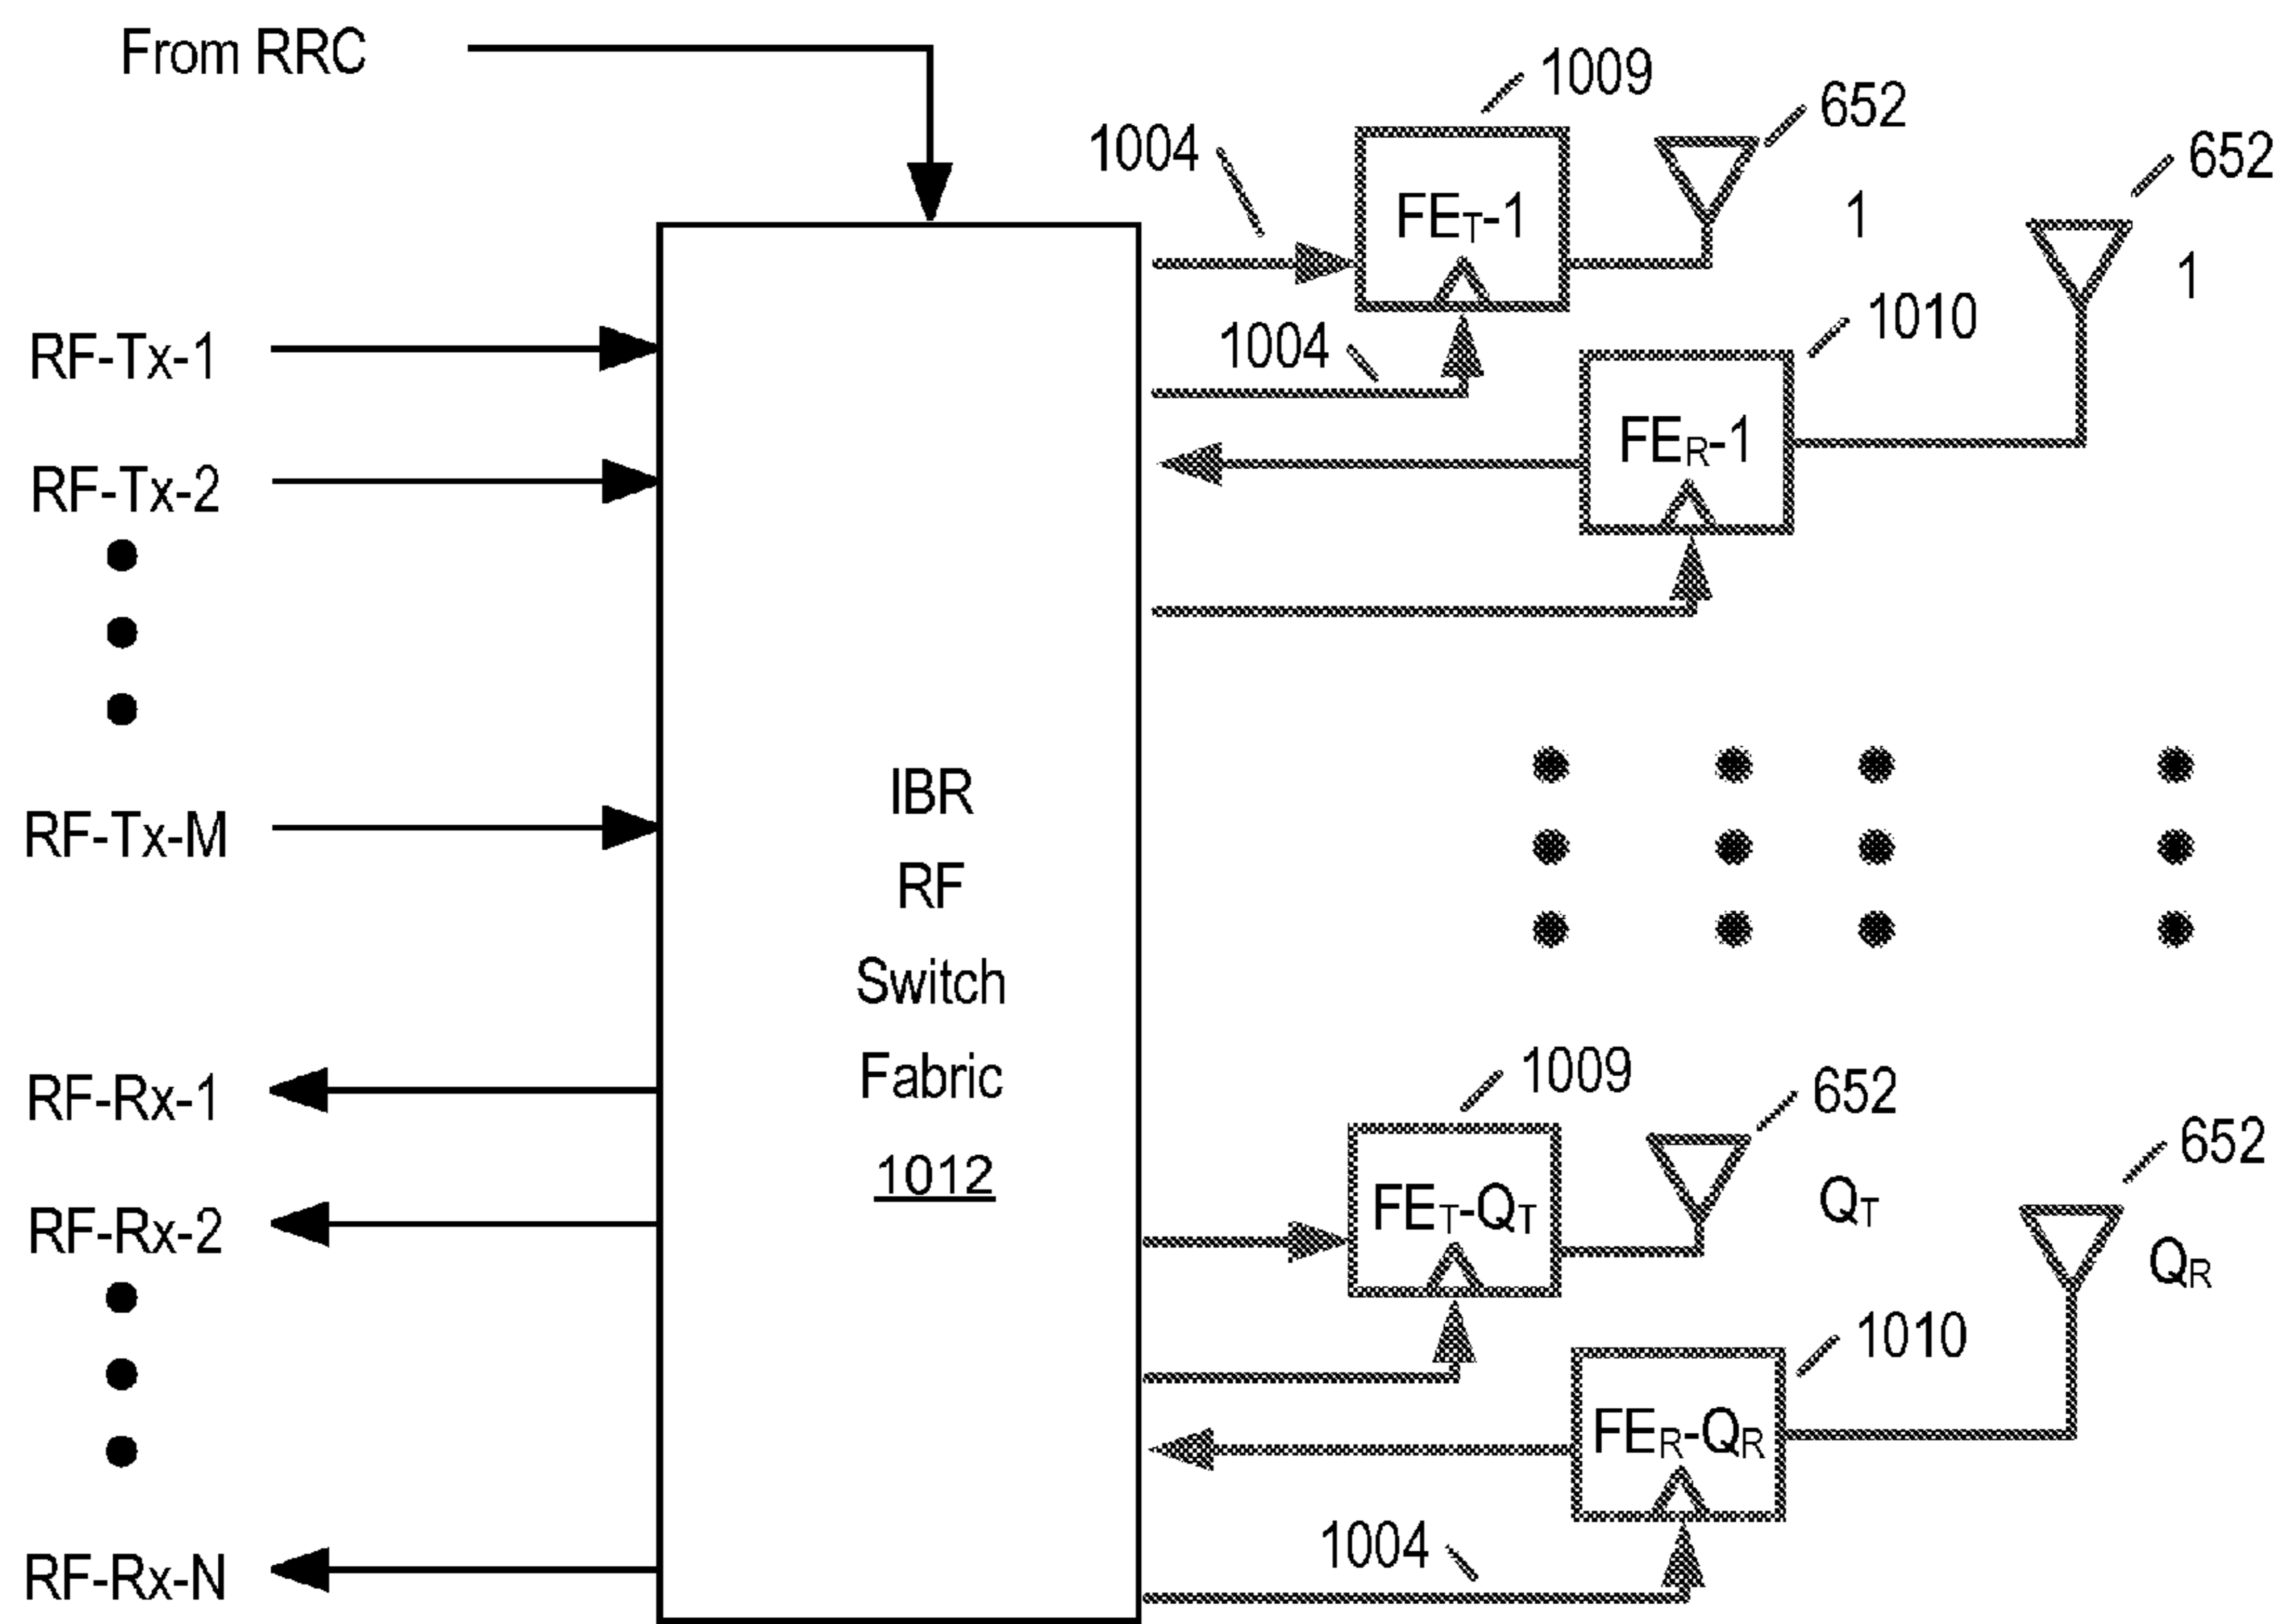 From RRC
1009
652
1004
652
FET-1
1
1
RF-Tx-1
1004
1010
RF-Tx-2
FER-1
RF-Tx-M
IBR
RF
Switch
Fabric
1012
RF-Rx-1
RF-Rx-2
RF-Rx-N
1009
652
652
FET-QT
QT
QR
1010
FER-QR
1004